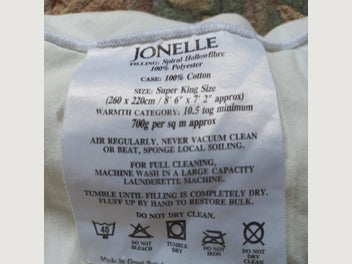 JONELLE
FILLING: Spiral Hollowfibre
100% Polyester
CASE: 100% Cotton
SIZE: Super King Size
(260 x 220cm / 8' 6" x 7' 2" approx)
WARMTH CATEGORY: 10.5 tog minimum
700g per sq m approx
AIR REGULARLY, NEVER VACUUM CLEAN
OR BEAT, SPONGE LOCAL SOILING.
FOR FULL CLEANING,
MACHINE WASH IN A LARGE CAPACITY
LAUNDERETTE MACHINE.
TUMBLE UNTIL FILLING IS COMPLETELY DRY.
FLUFF UP BY HAND TO RESTORE BULK.
DO NOT DRY CLEAN.
40
DO NOT BLEACH
TUMBLE DRY
DO NOT IRON
DO NOT DRY CLEAN
Made in Great